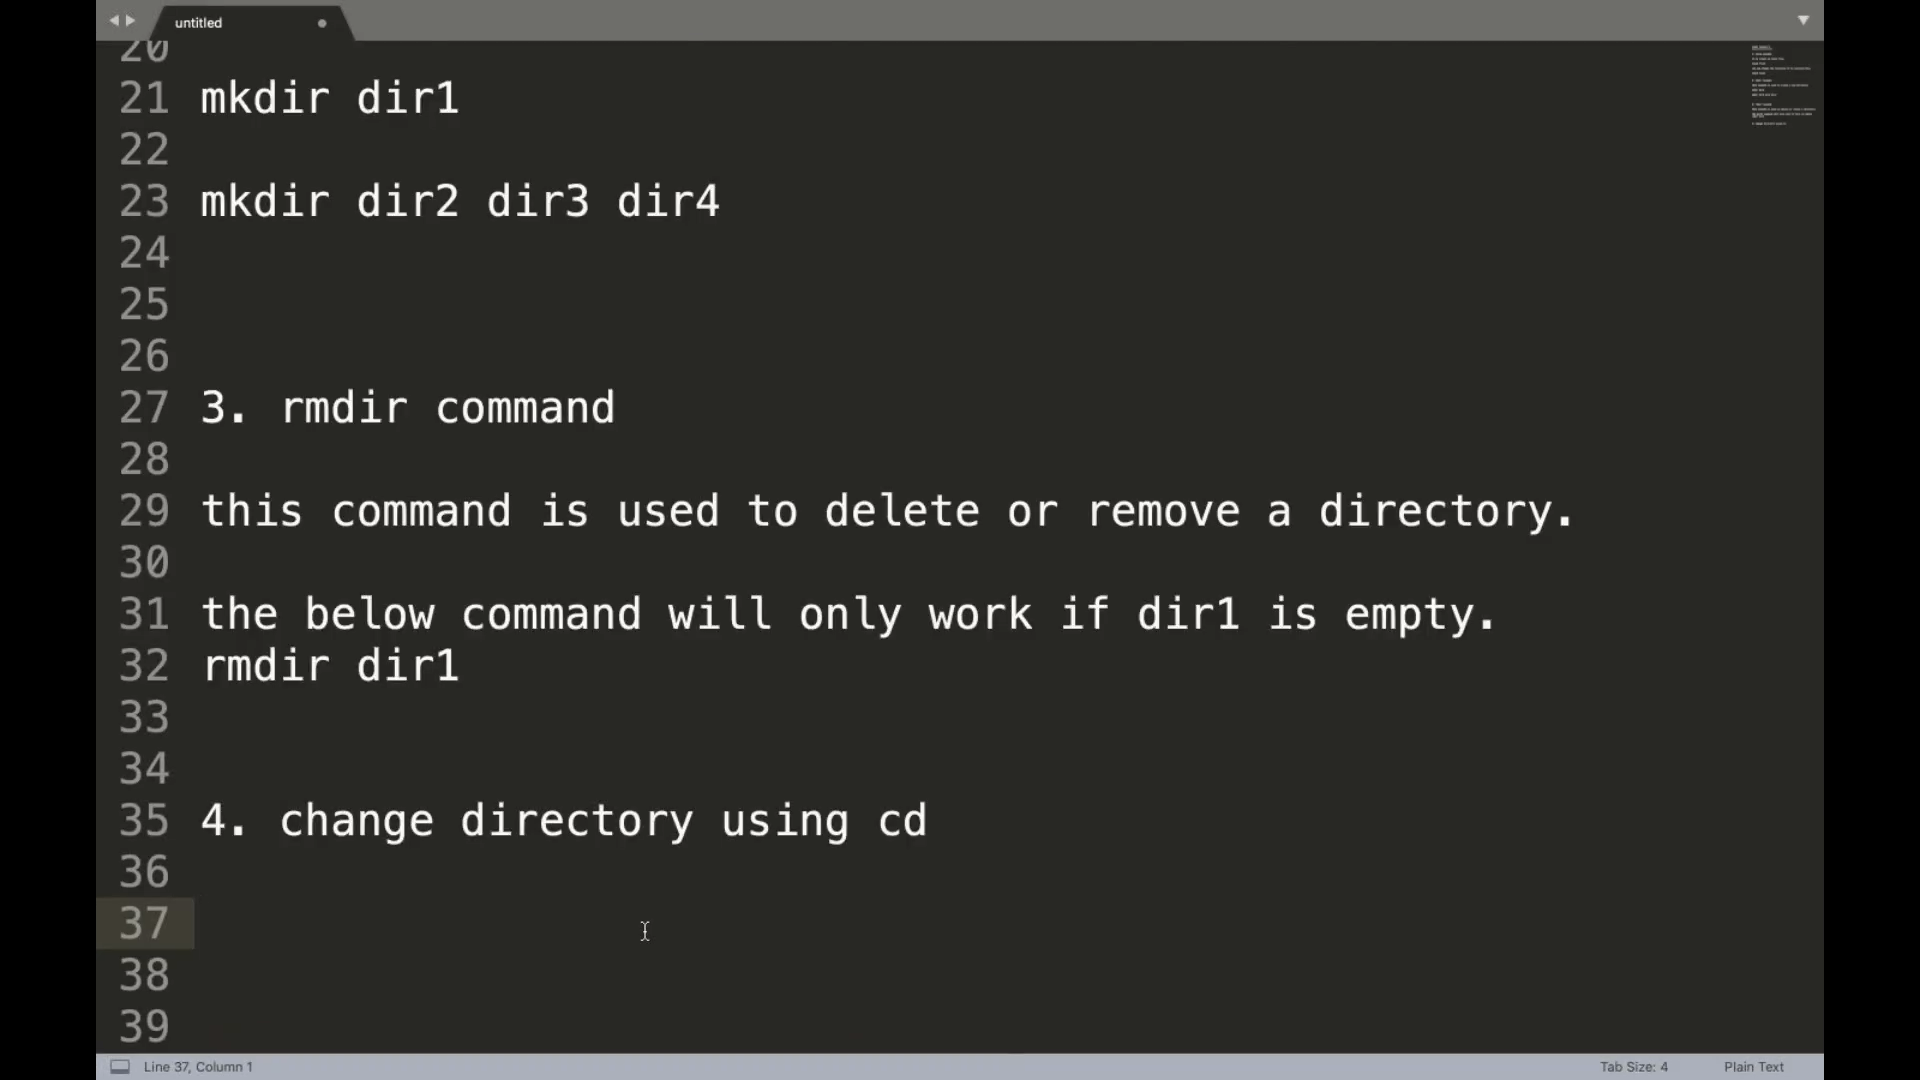 untitled
20
21 mkdir dir1
22
23 mkdir dir2 dir3 dir4
24
25
26
27 3. rmdir command
28
29 this command is used to delete or remove a directory.
30
31 the below command will only work if dir1 is empty.
32 rmdir dir1
33
34
35 4. change directory using cd
36
37
38
39
Line 37, Column 1 Tab Size: 4 Plain Text